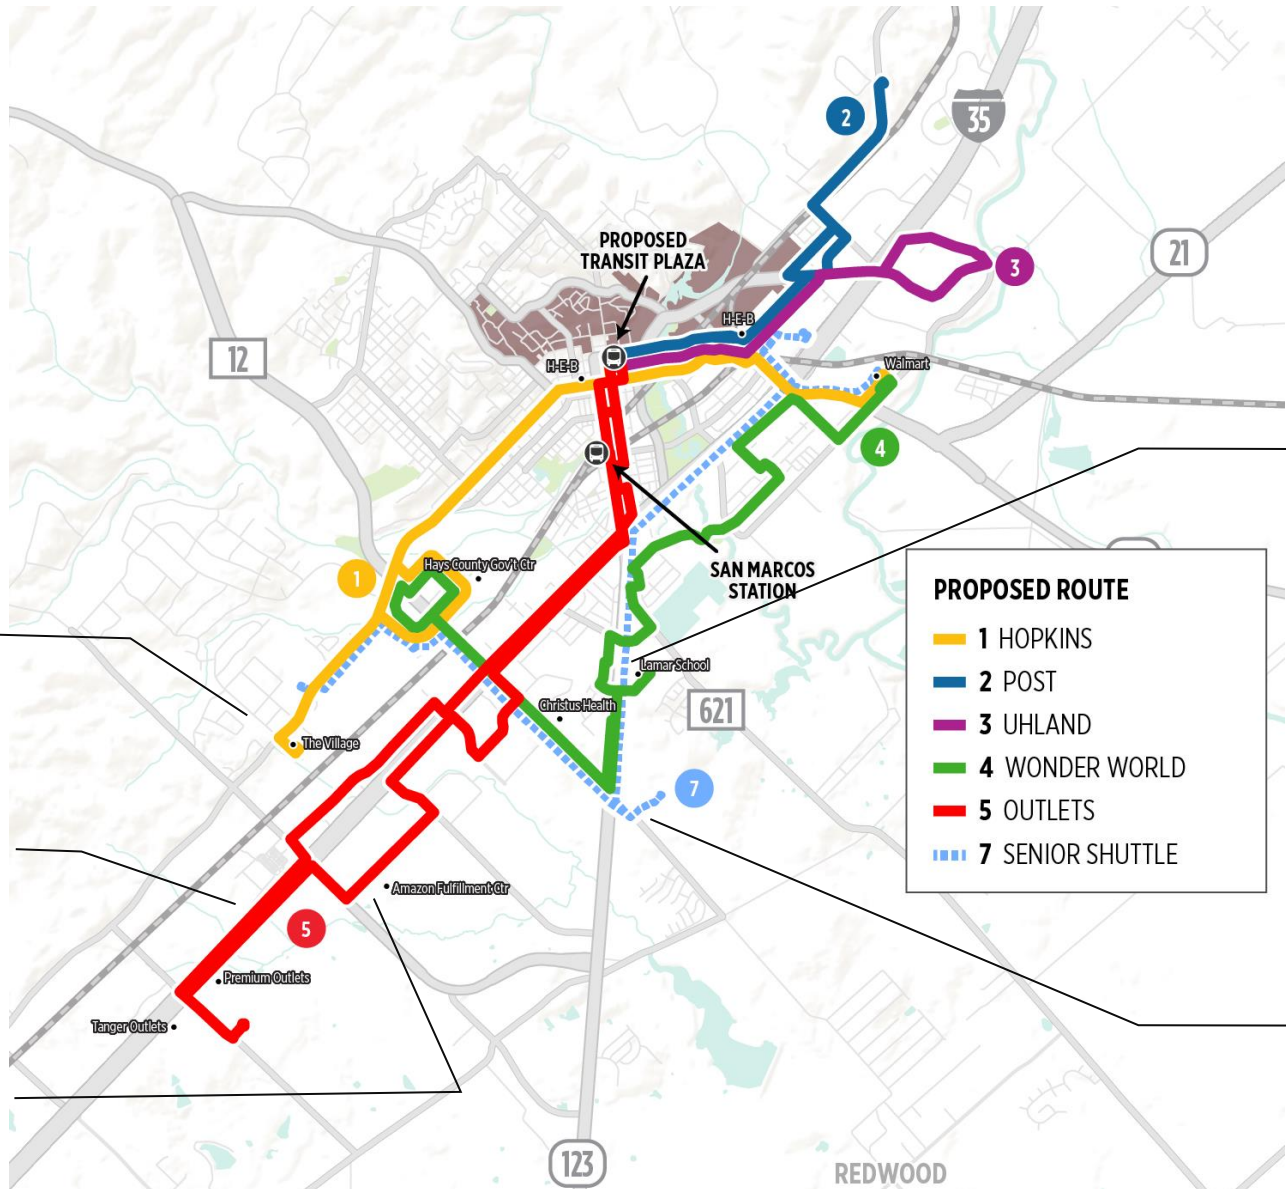 2
35
PROPOSED
TRANSIT PLAZA
21
3
H-E-B
12
H-E-B
Walmart
4
SAN MARCOS
STATION
1
Hays County Gov't Ctr
PROPOSED ROUTE
1 HOPKINS
2 POST
3 UHLAND
4 WONDER WORLD
5 OUTLETS
7 SENIOR SHUTTLE
Lamar School
621
Christus Health
The Village
7
Amazon Fulfillment Ctr
5
Premium Outlets
Tanger Outlets
123
REDWOOD